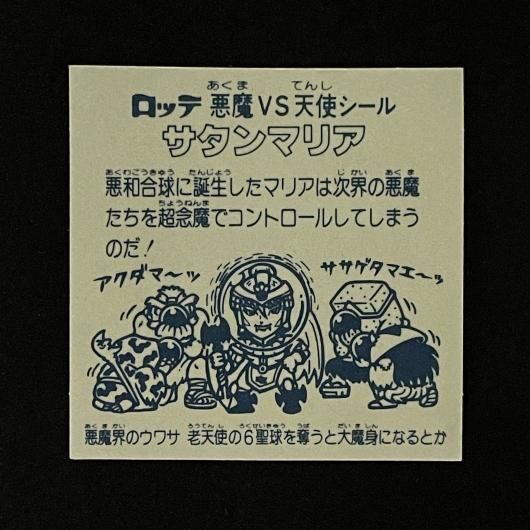 ロッテ 悪魔VS天使シール
サタンマリア
悪和合球に誕生したマリアは次界の悪魔
たちを超念魔でコントロールしてしまう
のだ!
アクダマ〜ッ
ササゲタマエ〜ッ
悪魔界のウワサ 老天使の6聖球を奪うと大魔身になるとか